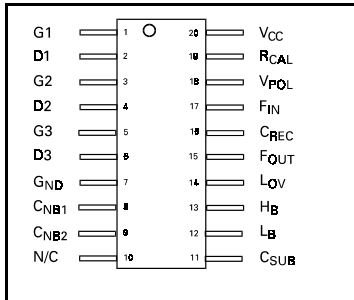 G1 1 20 VCC
D1 2 19 RCAL
G2 3 18 VPOL
D2 4 17 FIN
G3 5 16 CREC
D3 6 15 FOUT
GND 7 14 LOV
CNB1 8 13 HB
CNB2 9 12 LB
N/C 10 11 CSUB